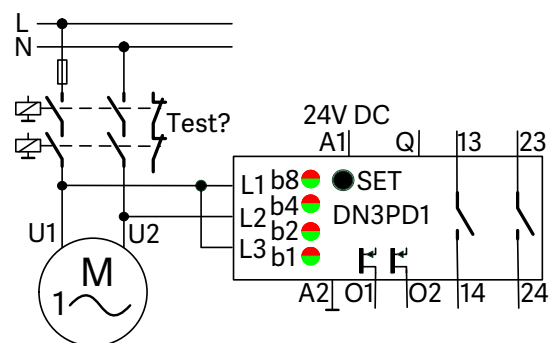 L
N
Test?
24V DC
A1 Q 13 23
L1 b8 SET
b4 DN3PD1
L2
b2
L3
b1
U1 U2
M
1
A2 O1 O2 14 24